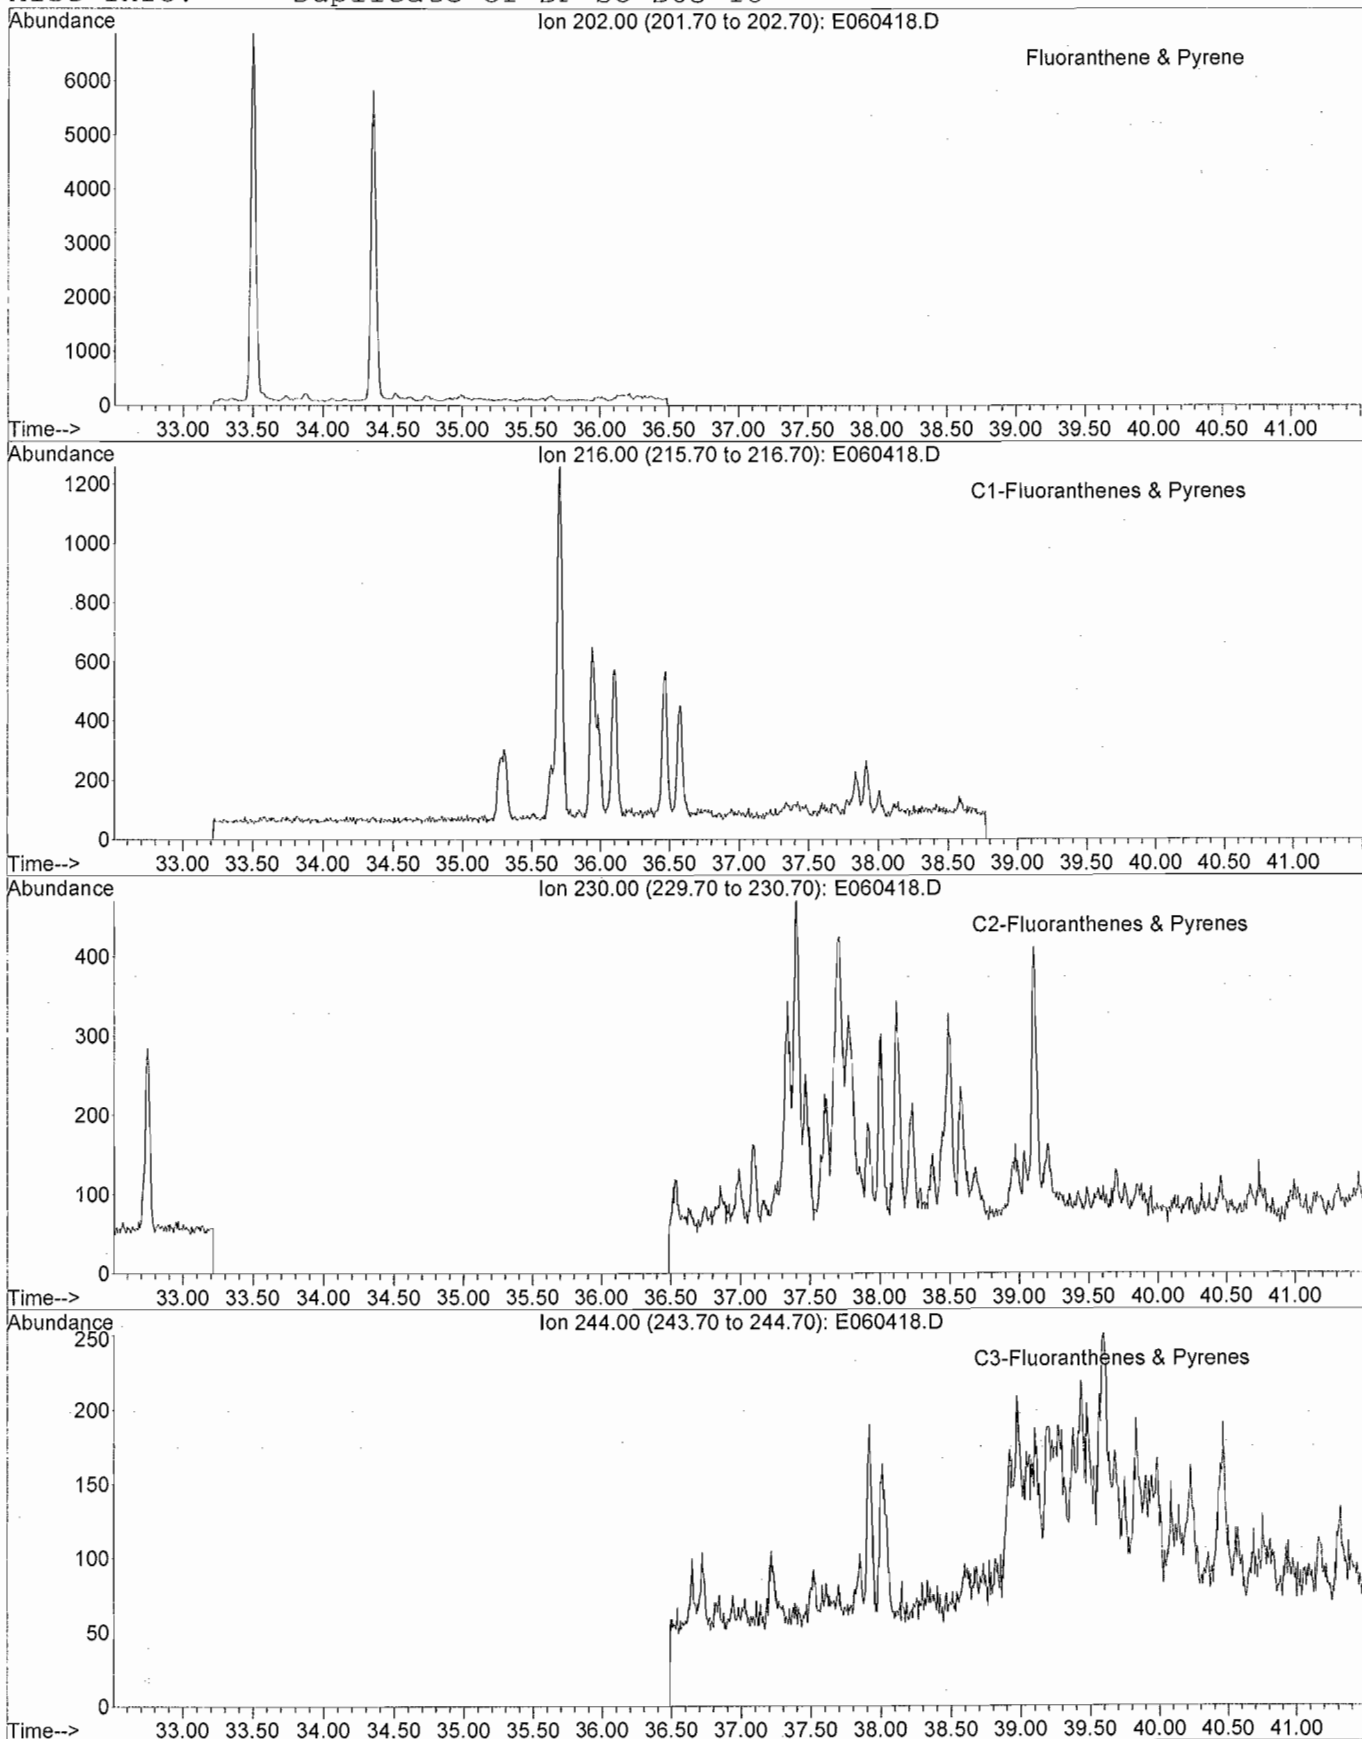 Abundance
Ion 202.00 (201.70 to 202.70): E060418.D
Fluoranthene & Pyrene
6000
5000
4000
3000
2000
1000
0
Time--> 33.00 33.50 34.00 34.50 35.00 35.50 36.00 36.50 37.00 37.50 38.00 38.50 39.00 39.50 40.00 40.50 41.00
Abundance
Ion 216.00 (215.70 to 216.70): E060418.D
C1-Fluoranthenes & Pyrenes
1200
1000
800
600
400
200
0
Time--> 33.00 33.50 34.00 34.50 35.00 35.50 36.00 36.50 37.00 37.50 38.00 38.50 39.00 39.50 40.00 40.50 41.00
Abundance
Ion 230.00 (229.70 to 230.70): E060418.D
C2-Fluoranthenes & Pyrenes
400
300
200
100
0
Time--> 33.00 33.50 34.00 34.50 35.00 35.50 36.00 36.50 37.00 37.50 38.00 38.50 39.00 39.50 40.00 40.50 41.00
Abundance
Ion 244.00 (243.70 to 244.70): E060418.D
C3-Fluoranthenes & Pyrenes
250
200
150
100
50
0
Time--> 33.00 33.50 34.00 34.50 35.00 35.50 36.00 36.50 37.00 37.50 38.00 38.50 39.00 39.50 40.00 40.50 41.00